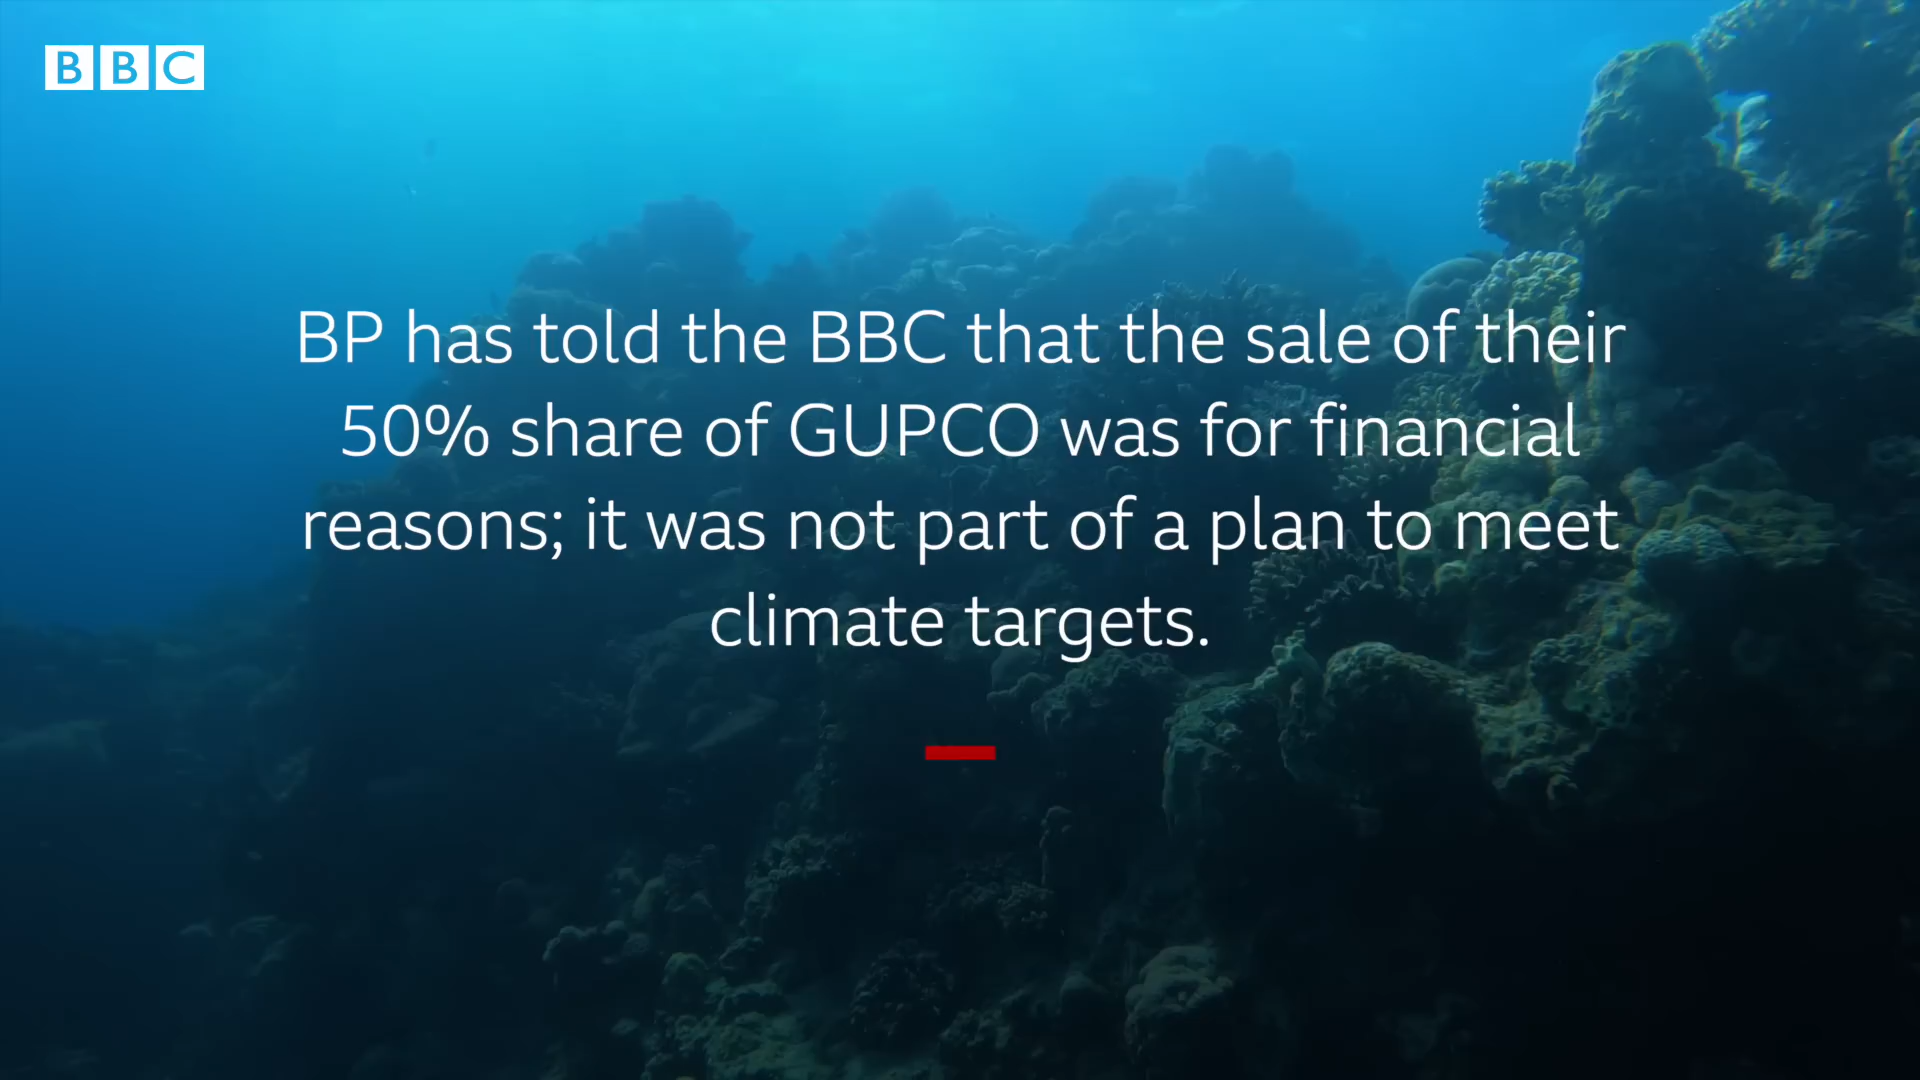 BBC
BP has told the BBC that the sale of their
50% share of GUPCO was for financial
reasons; it was not part of a plan to meet
climate targets.